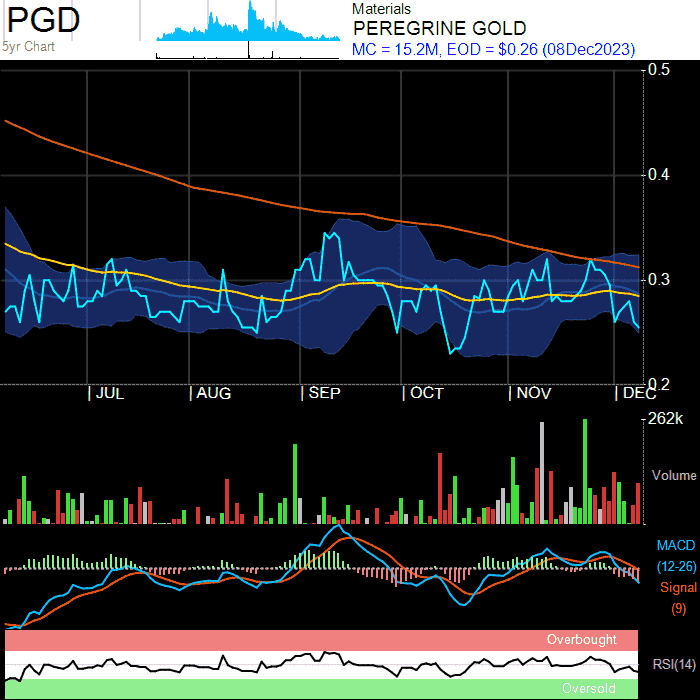 PGD
5yr Chart
Materials
PEREGRINE GOLD
MC = 15.2M, EOD = $0.26 (08Dec2023)
0.5
0.4
0.3
0.2
JUL AUG SEP OCT NOV DEC
262k
Volume
MACD
(12-26)
Signal
(9)
Overbought
RSI(14)
Oversold